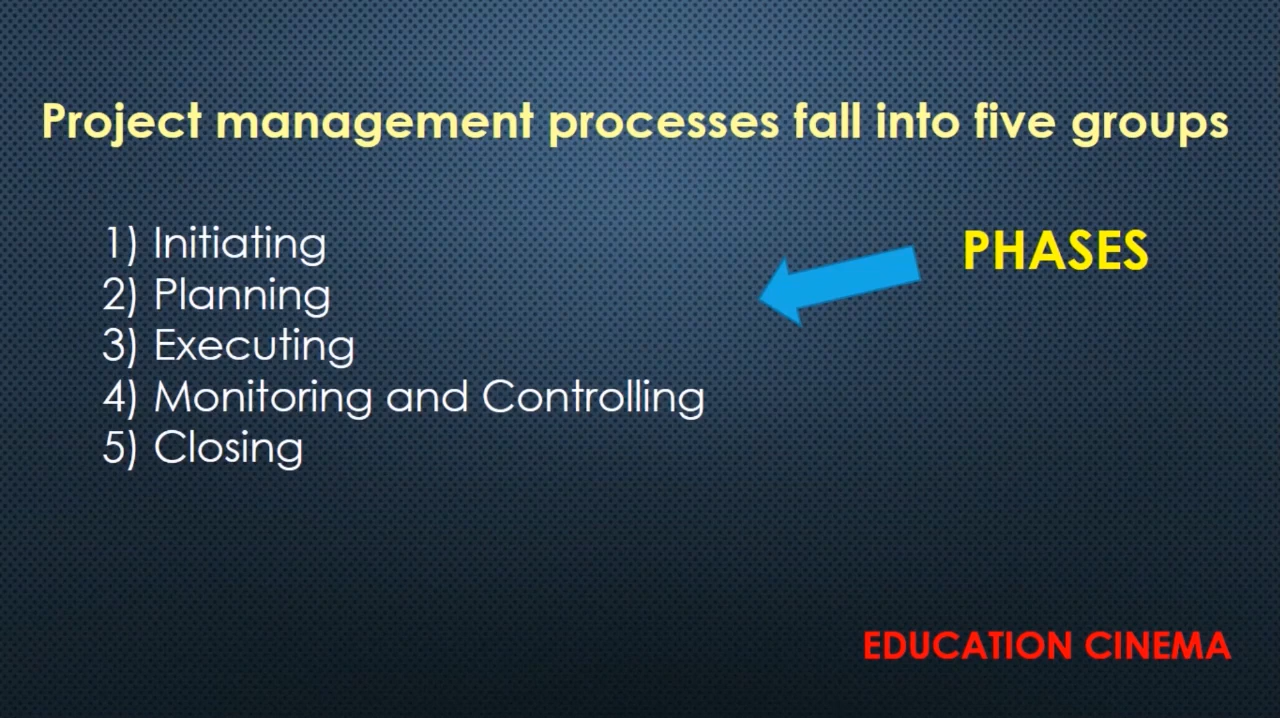 Project management processes fall into five groups
1) Initiating
PHASES
2) Planning
3) Executing
4) Monitoring and Controlling
5) Closing
EDUCATION CINEMA